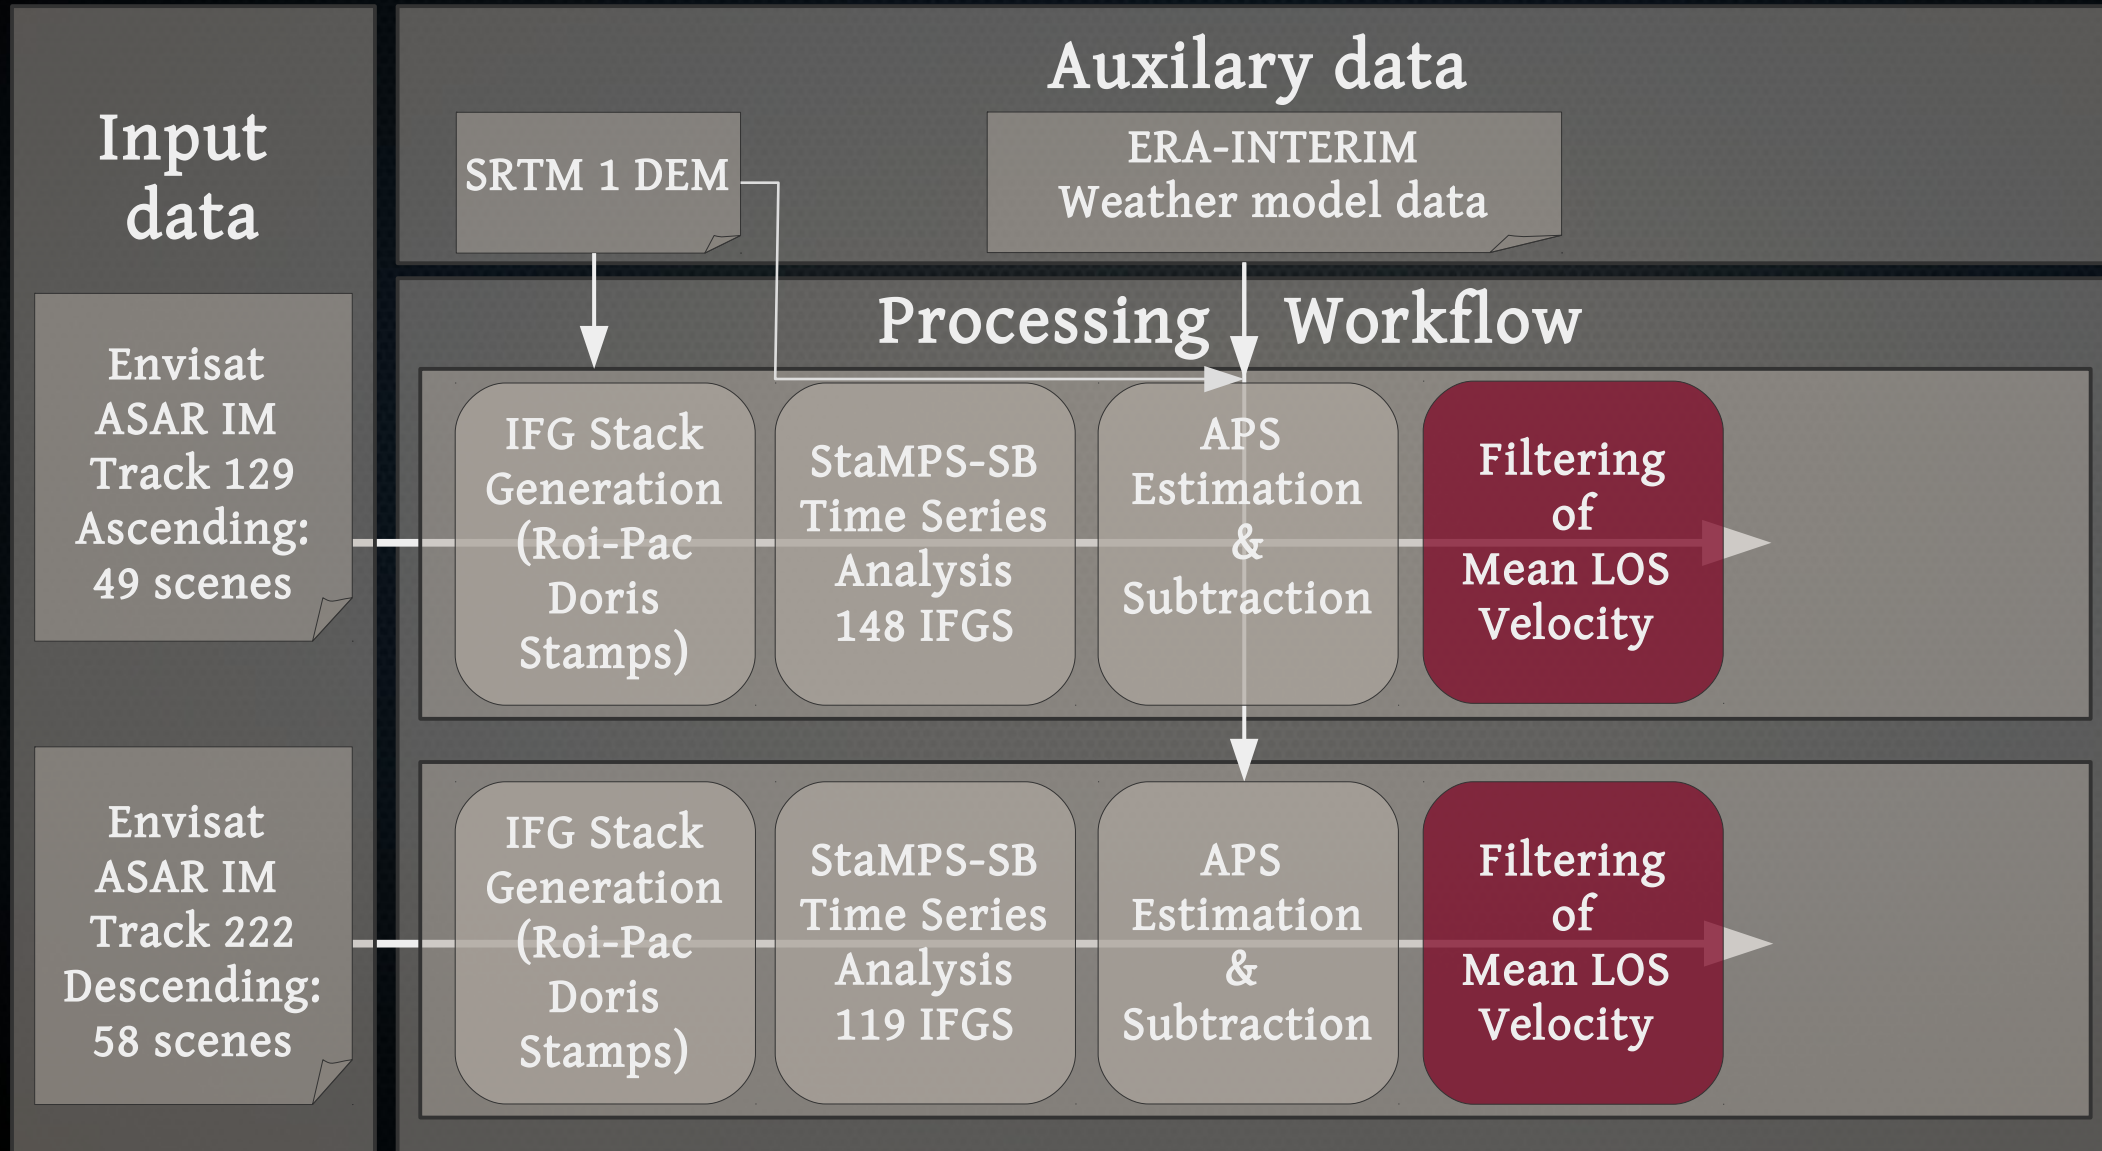 Input
data
Envisat
ASAR IM
Track 129
Ascending:
49 scenes
Envisat
ASAR IM
Track 222
Descending:
58 scenes
Auxilary data
SRTM 1 DEM
ERA-INTERIM
Weather model data
Processing Workflow
IFG Stack
Generation
(Roi-Pac
Doris
Stamps)
StaMPS-SB
Time Series
Analysis
148 IFGS
APS
Estimation
&
Subtraction
Filtering
of
Mean LOS
Velocity
IFG Stack
Generation
(Roi-Pac
Doris
Stamps)
StaMPS-SB
Time Series
Analysis
119 IFGS
APS
Estimation
&
Subtraction
Filtering
of
Mean LOS
Velocity